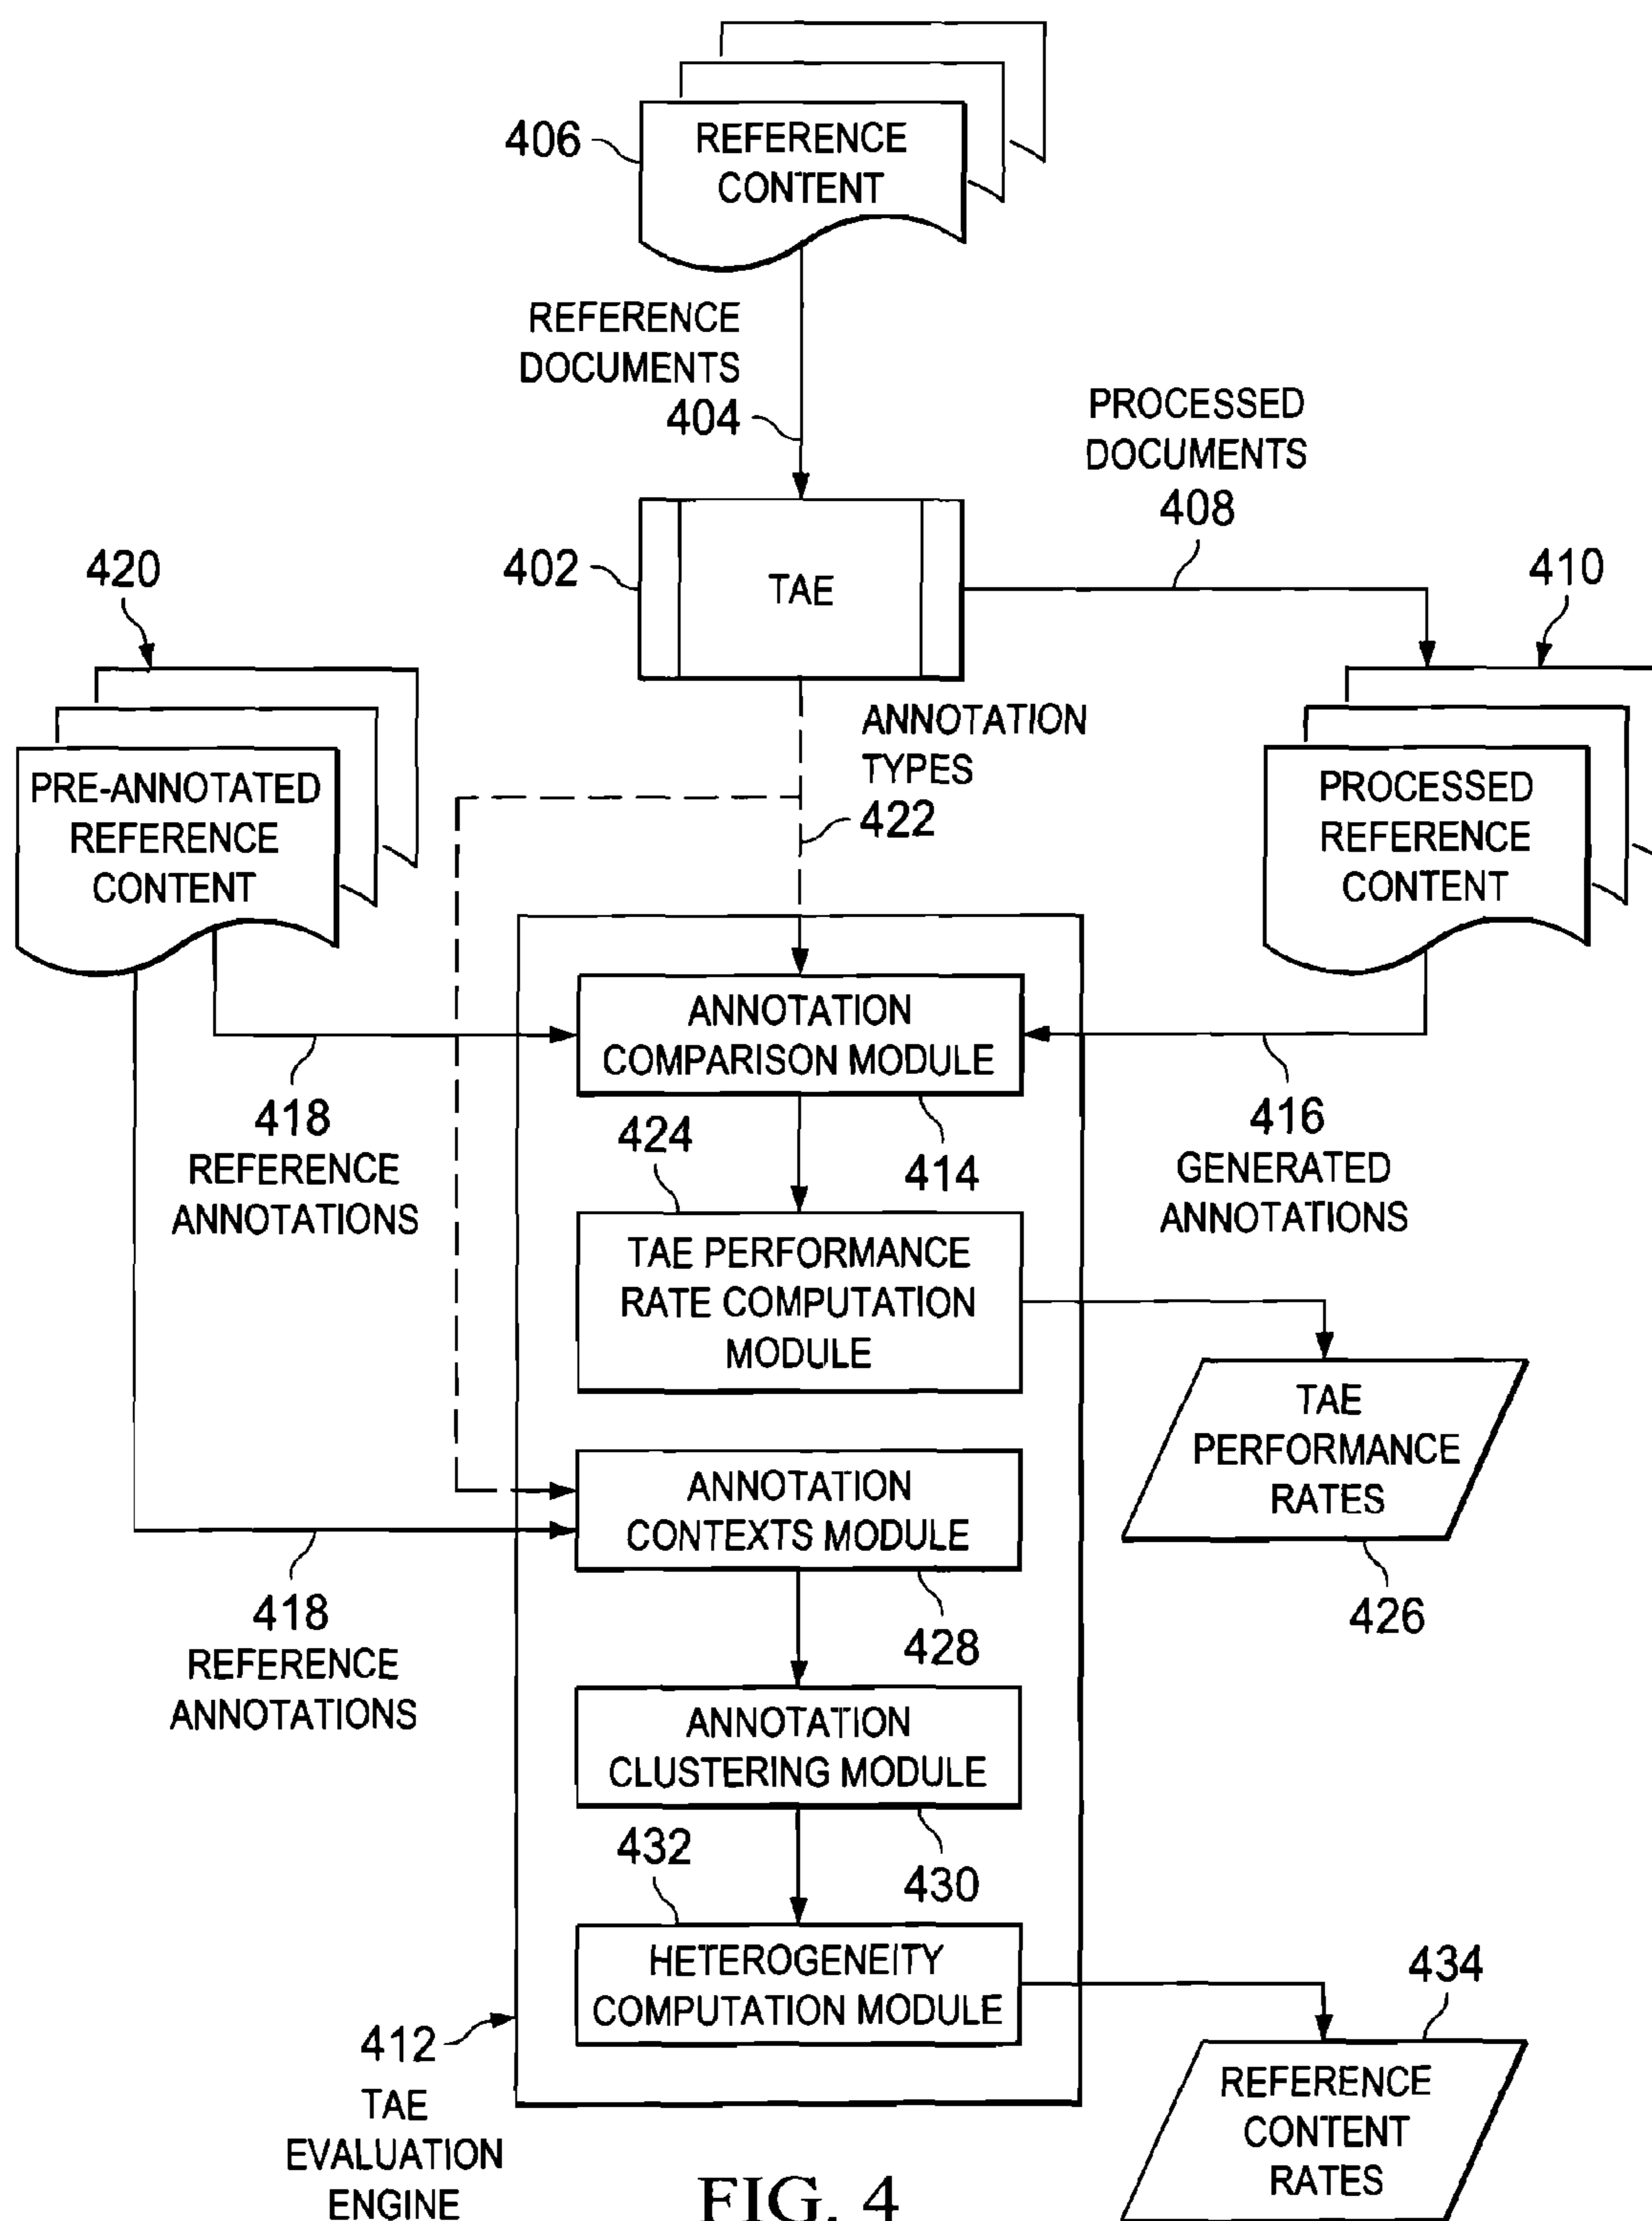 406
REFERENCE
CONTENT
REFERENCE
DOCUMENTS
404
PROCESSED
DOCUMENTS
408
402
TAE
420
410
ANNOTATION
TYPES
422
PRE-ANNOTATED
REFERENCE
CONTENT
PROCESSED
REFERENCE
CONTENT
ANNOTATION
COMPARISON MODULE
418
REFERENCE
ANNOTATIONS
424
414
416
GENERATED
ANNOTATIONS
TAE PERFORMANCE
RATE COMPUTATION
MODULE
TAE
PERFORMANCE
RATES
426
ANNOTATION
CONTEXTS MODULE
418
REFERENCE
ANNOTATIONS
428
ANNOTATION
CLUSTERING MODULE
432
430
HETEROGENEITY
COMPUTATION MODULE
434
412
TAE
EVALUATION
ENGINE
REFERENCE
CONTENT
RATES
FIG. 4